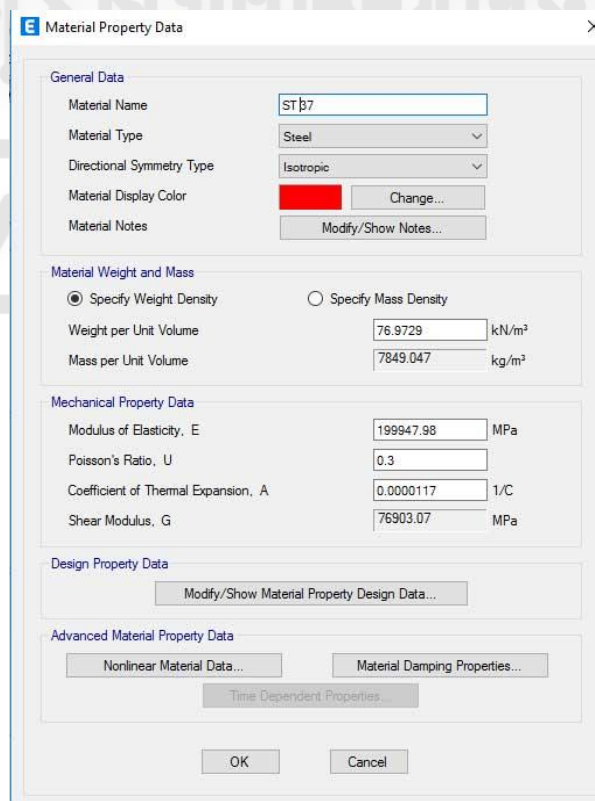 E Material Property Data
General Data
Material Name ST 37
Material Type Steel
Directional Symmetry Type Isotropic
Material Display Color Change...
Material Notes Modify/Show Notes...
Material Weight and Mass
Specify Weight Density Specify Mass Density
Weight per Unit Volume 76.9729 kN/m³
Mass per Unit Volume 7849.047 kg/m³
Mechanical Property Data
Modulus of Elasticity, E 199947.98 MPa
Poisson's Ratio, U 0.3
Coefficient of Thermal Expansion, A 0.0000117 1/C
Shear Modulus, G 76903.07 MPa
Design Property Data
Modify/Show Material Property Design Data...
Advanced Material Property Data
Nonlinear Material Data... Material Damping Properties...
Time Dependent Properties...
OK Cancel